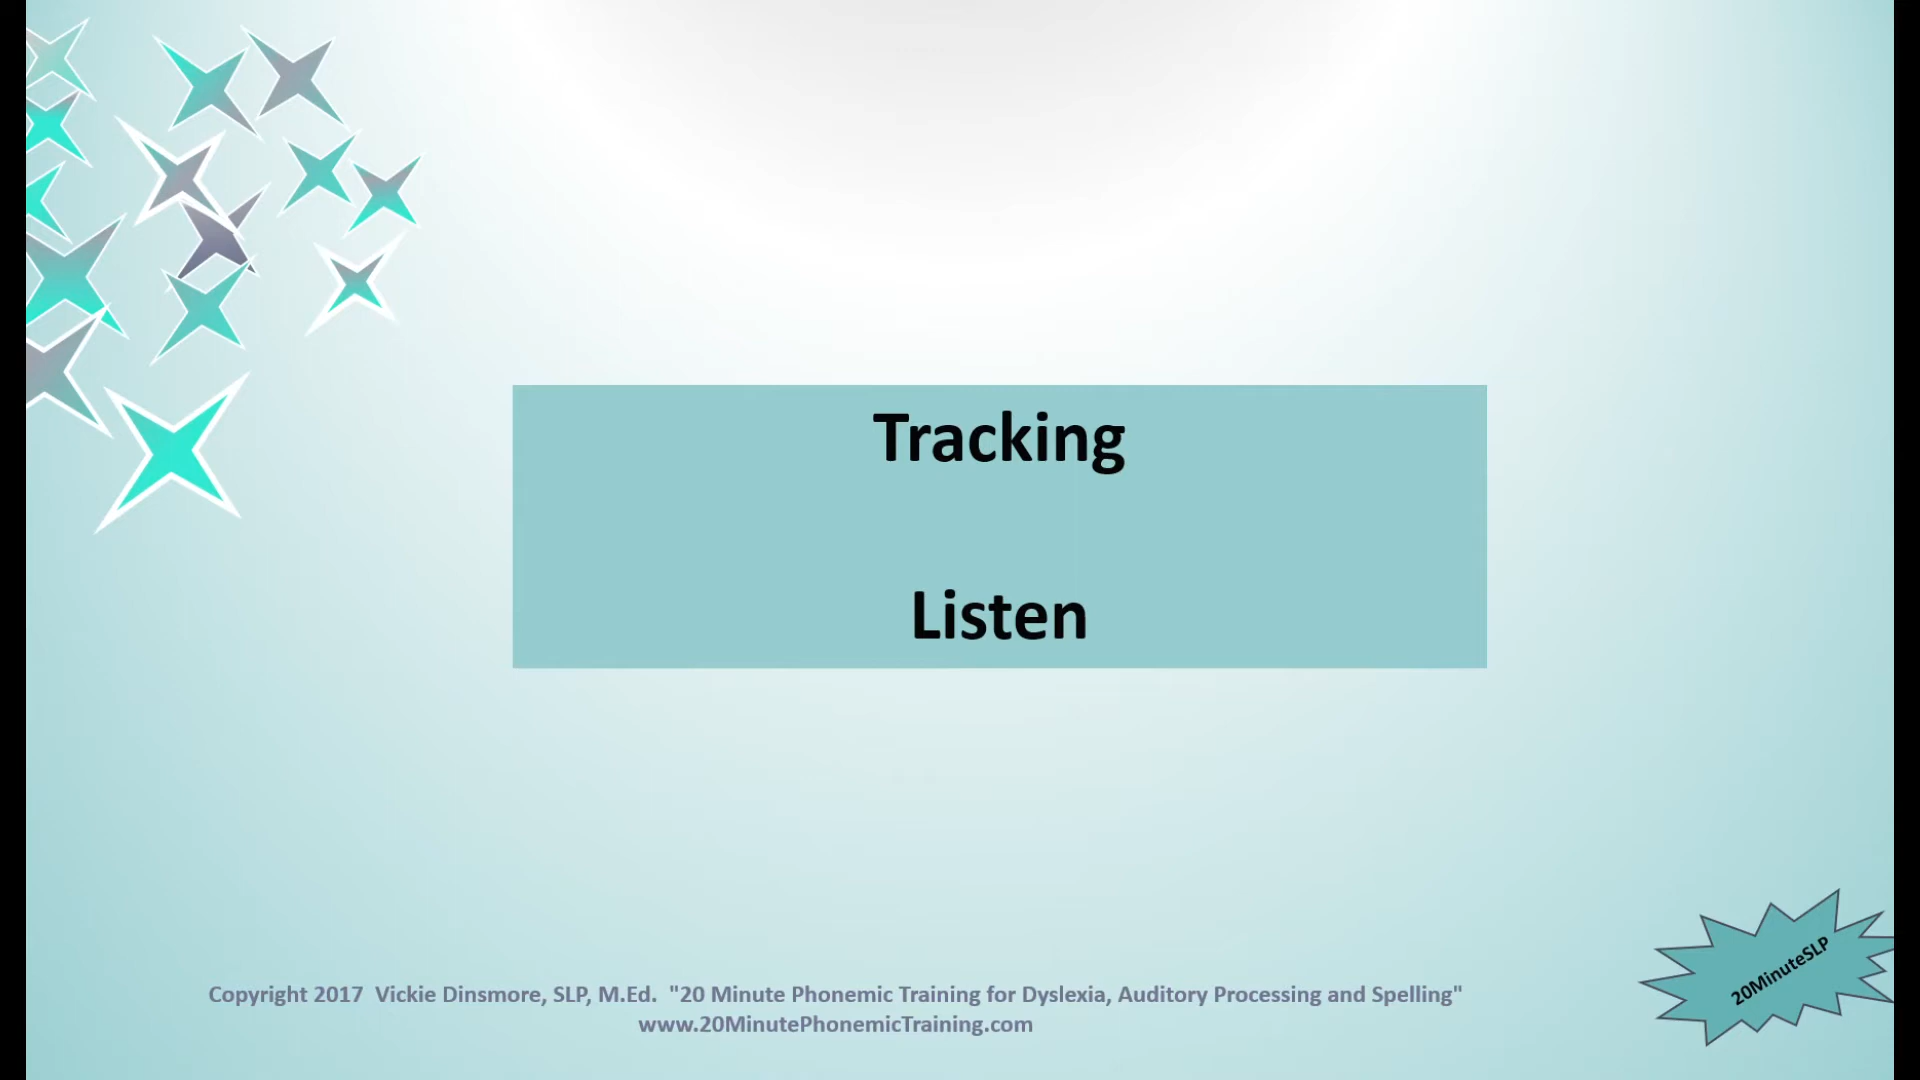 Tracking
Listen
20MinuteSLP
Copyright 2017  Vickie Dinsmore, SLP, M.Ed.  "20 Minute Phonemic Training for Dyslexia, Auditory Processing and Spelling"
www.20MinutePhonemicTraining.com